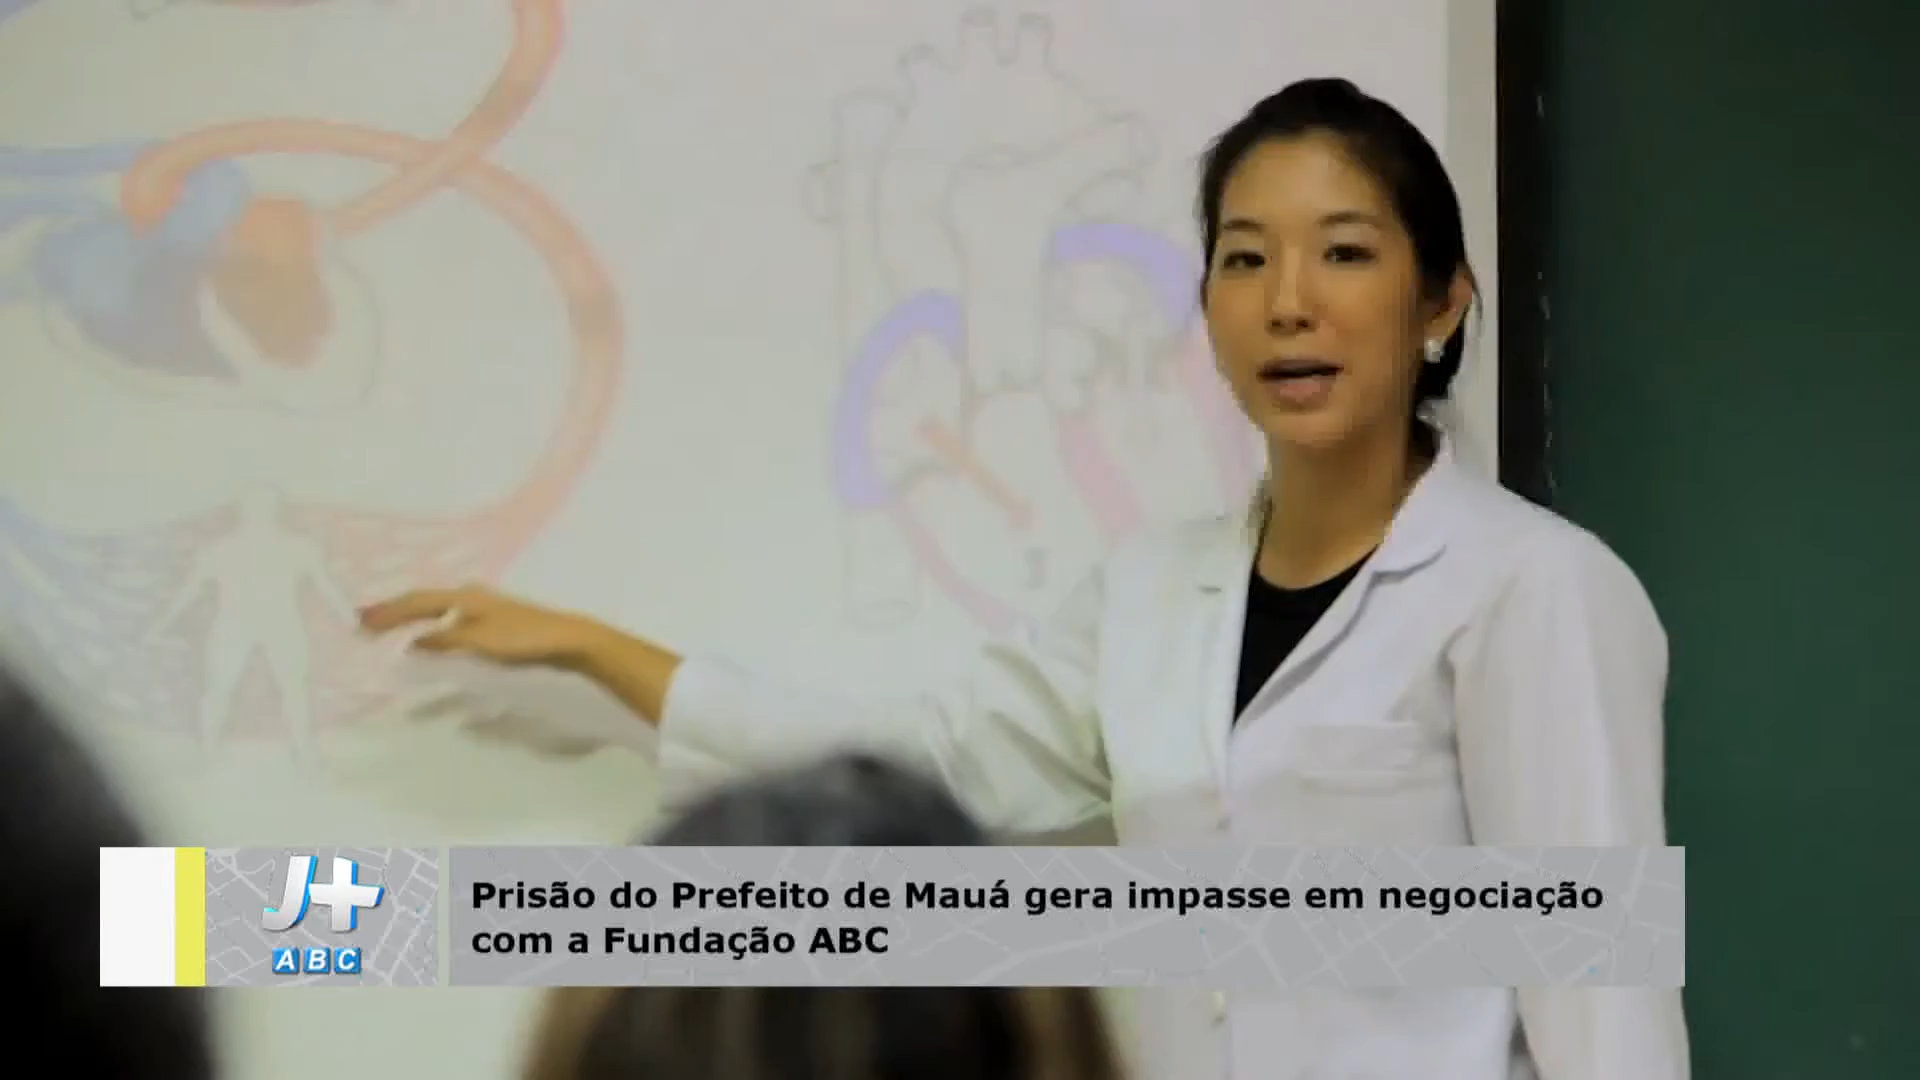 J+
ABC
Prisão do Prefeito de Mauá gera impasse em negociação
com a Fundação ABC